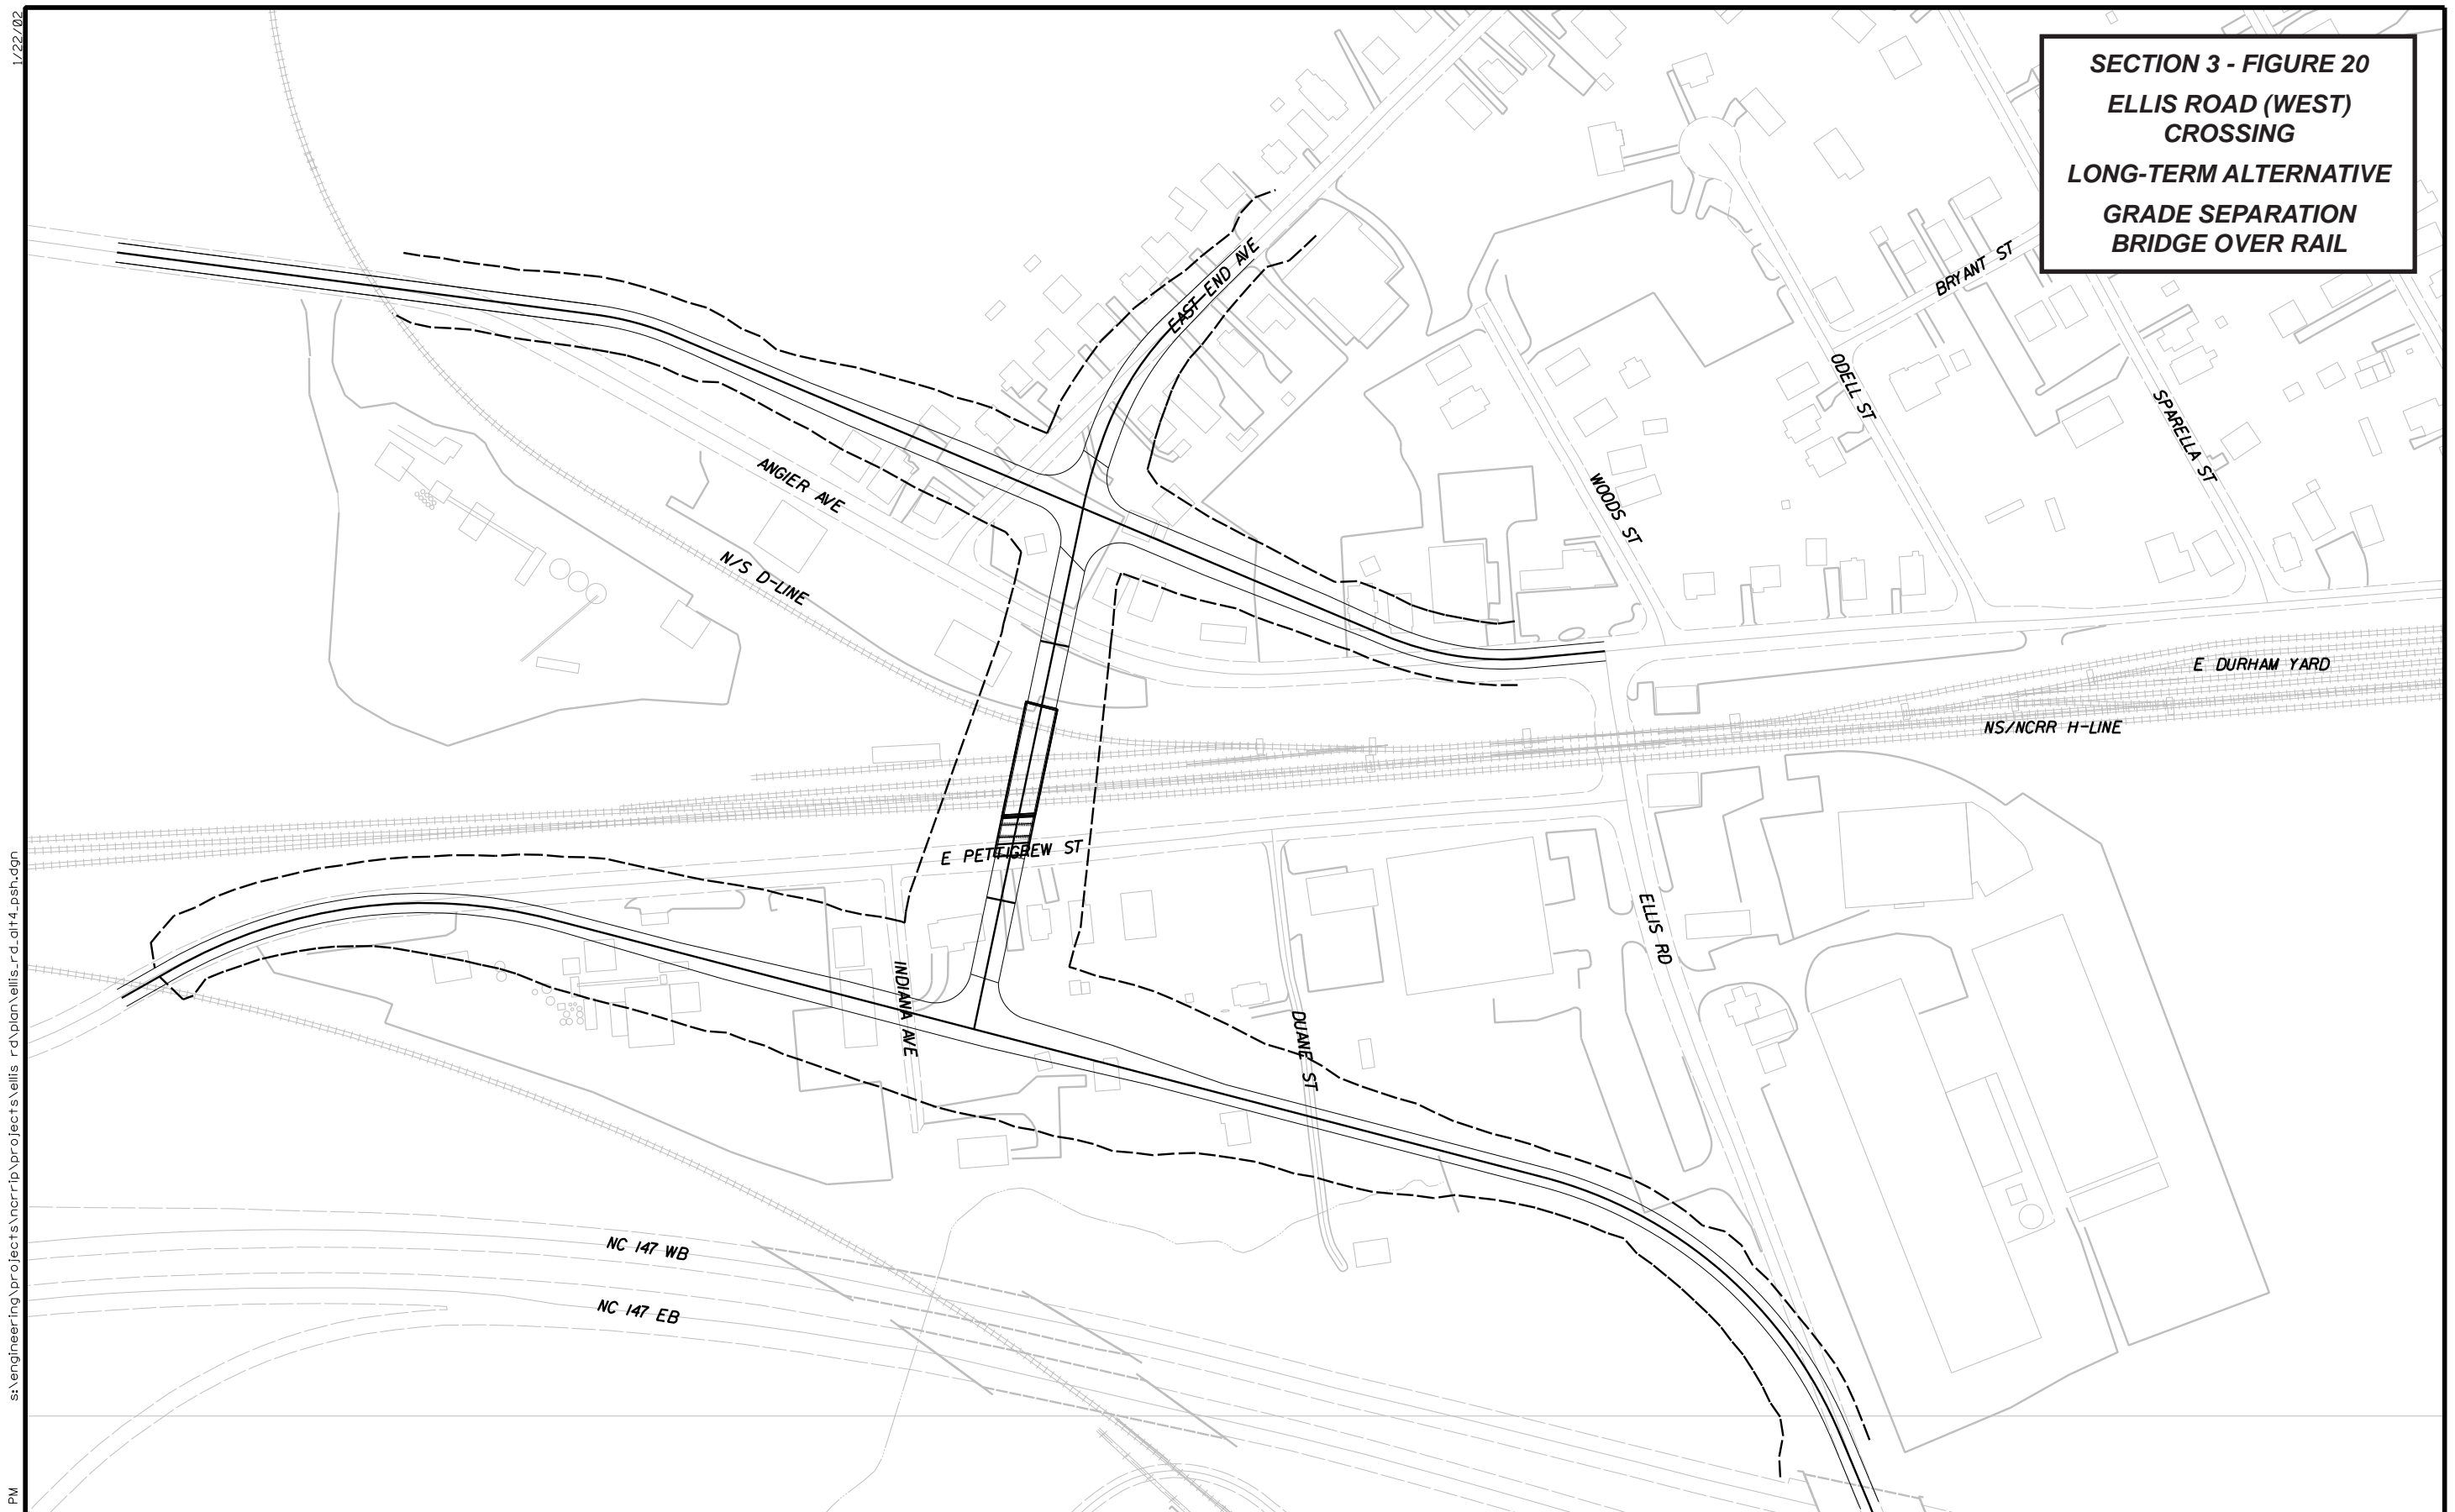 1/22/02
SECTION 3 - FIGURE 20
ELLIS ROAD (WEST)
CROSSING
LONG-TERM ALTERNATIVE
GRADE SEPARATION
BRIDGE OVER RAIL
EAST END AVE
BRYANT ST
ODELL ST
SPARELLA ST
ANGIER AVE
WOODS ST
N/S D-LINE
E DURHAM YARD
NS/NCRR H-LINE
E PETTIGREW ST
ELLIS RD
INDIANA AVE
DUANE ST
NC 147 WB
NC 147 EB
s:\engineering\projects\ncrrip\projects\ellis rd\plan\ellis_rd_alt4_psh.dgn
PM